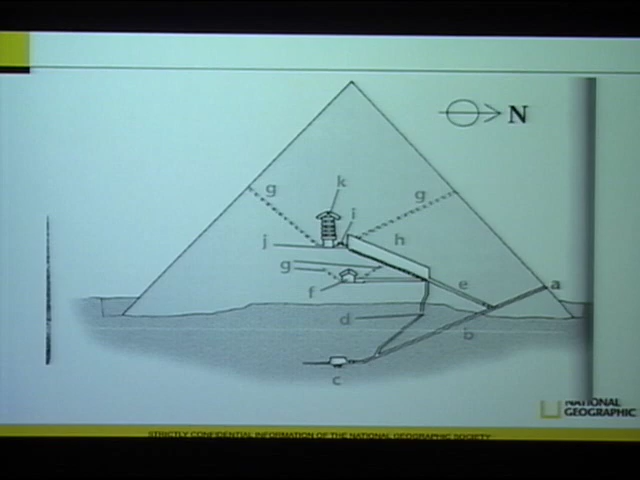 N
k
g
g
i
j
h
g
e
a
f
d
b
c
NATIONAL
GEOGRAPHIC
STRICTLY CONFIDENTIAL INFORMATION OF THE NATIONAL GEOGRAPHIC SOCIETY